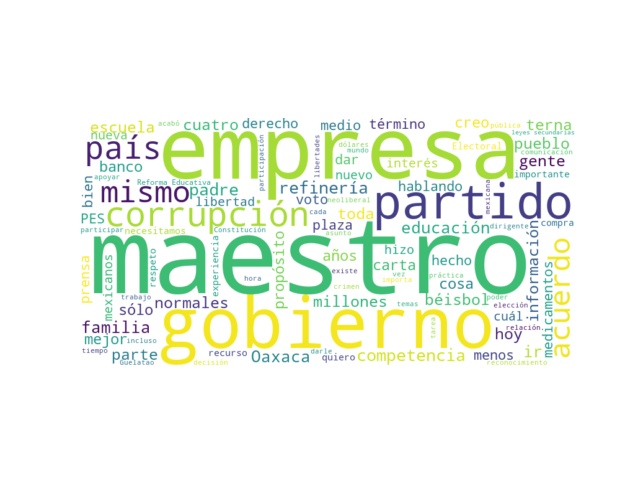 acabó
cuatro
derecho
medio
término
creo
pública
terna
escuela
nueva
empresa
dólares
mundo
Electoral
leyes secundarias
pueblo
comunicación
país
participación
libertades
gente
banco
dar
interés
importante
apoyar
Reforma Educativa
nuevo
hablando
neoliberal
bien
mismo
padre
refinería
libertad
voto
partido
mexicana
PES
corrupción
cada
toda
plaza
educación
dirigente
compra
participar
necesitamos
Constitución
asunto
maestro
prensa
mexicanos
respeto
experiencia
propósito
años
hizo
hecho
existe
carta
cosa
información
acuerdo
medicamentos
hora
vez
práctica
crimen
importa
trabajo
millones
temas
béisbol
poder
elección
sólo
normales
gobierno
tarea
cuál
familia
hoy
relación
mejor
incluso
tiempo
parte
recurso
Oaxaca
darle
quiero
competencia
menos
ir
Guelatao
decisión
reconocimiento